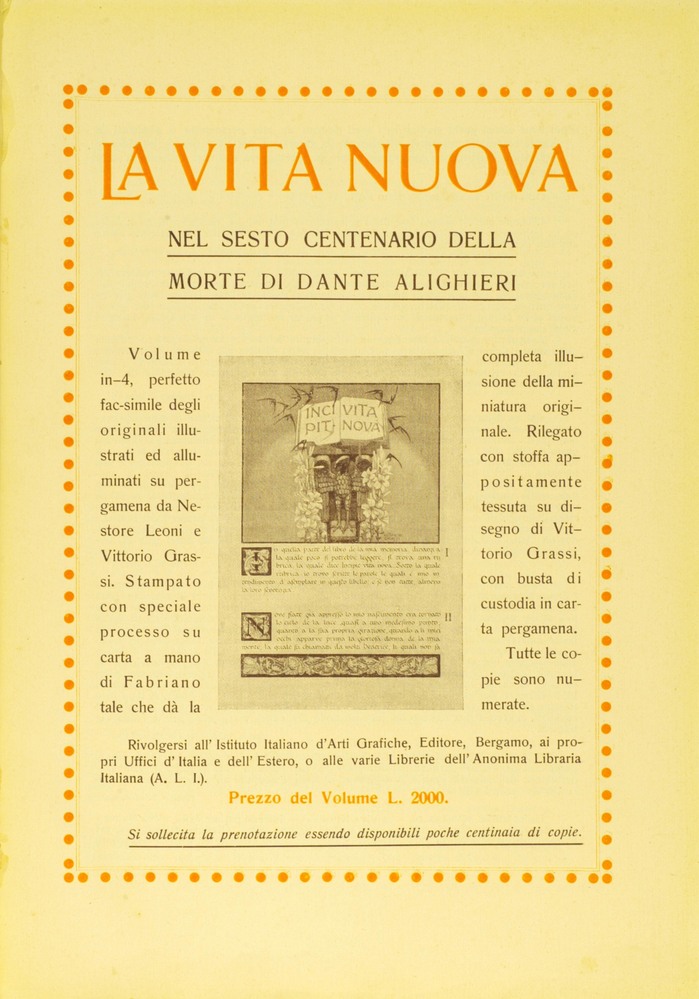 LA VITA NUOVA
NEL SESTO CENTENARIO DELLA
MORTE DI DANTE ALIGHIERI
Volume
in-4, perfetto
fac-simile degli
originali illu-
strati ed allu-
minati su per-
gamena da Ne-
store Leoni e
Vittorio Gras-
si. Stampato
con speciale
processo su
carta a mano
di Fabriano
tale che dà la
INCI VITA
PIT NOVA
I
II
completa illu-
sione della mi-
niatura origi-
nale. Rilegato
con stoffa ap-
positamente
tessuta su di-
segno di Vit-
torio Grassi,
con busta di
custodia in car-
ta pergamena.
Tutte le co-
pie sono nu-
merate.
Rivolgersi all'Istituto Italiano d'Arti Grafiche, Editore, Bergamo, ai pro-
pri Uffici d'Italia e dell'Estero, o alle varie Librerie dell'Anonima Libraria
Italiana (A. L. I.).
Prezzo del Volume L. 2000.
Si sollecita la prenotazione essendo disponibili poche centinaia di copie.